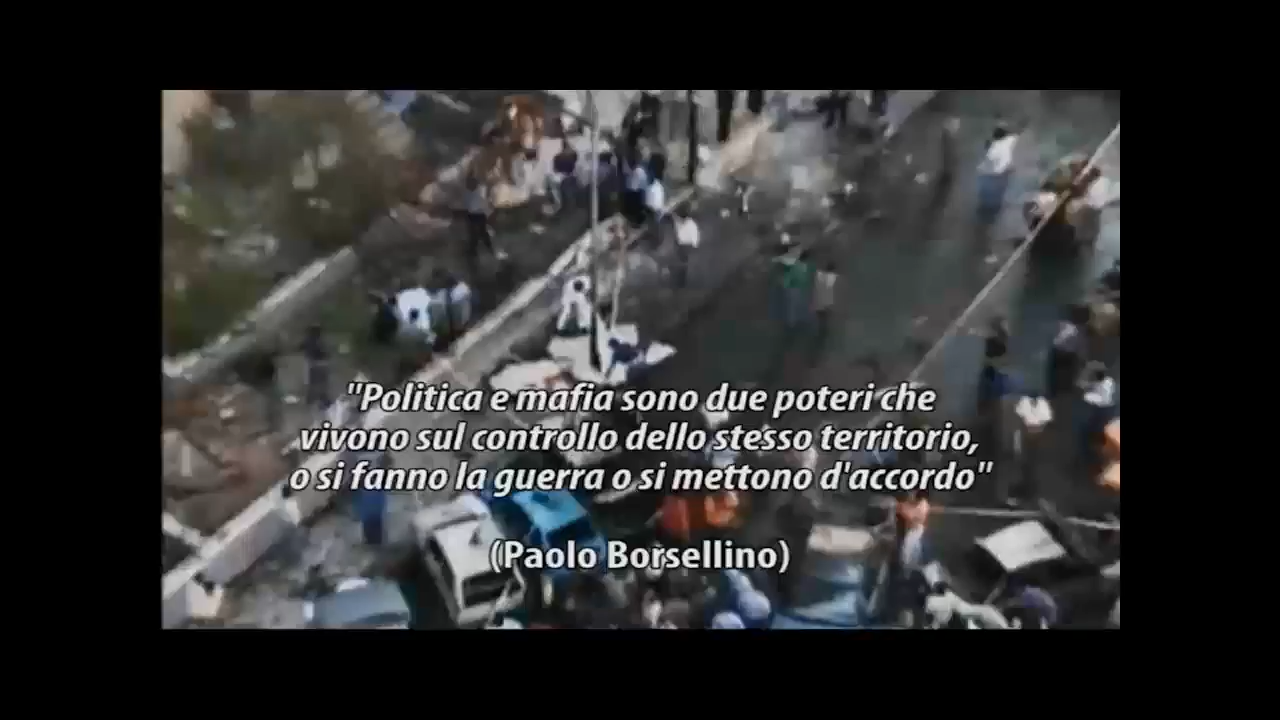 "Politica e mafia sono due poteri che
vivono sul controllo dello stesso territorio,
o si fanno la guerra o si mettono d'accordo"
(Paolo Borsellino)